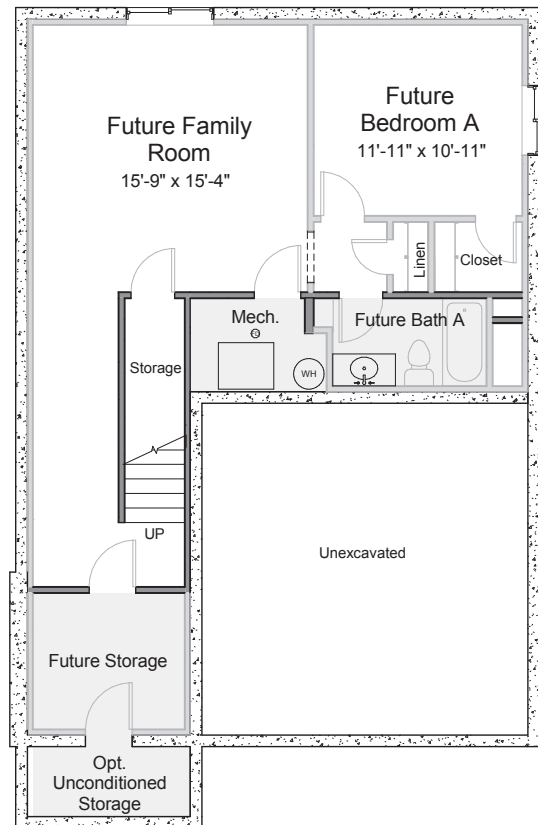 Future Family
Room
15'-9" x 15'-4"
Future
Bedroom A
11'-11" x 10'-11"
Linen
Closet
Mech.
FD
Future Bath A
Storage
WH
UP
Unexcavated
Future Storage
Opt.
Unconditioned
Storage